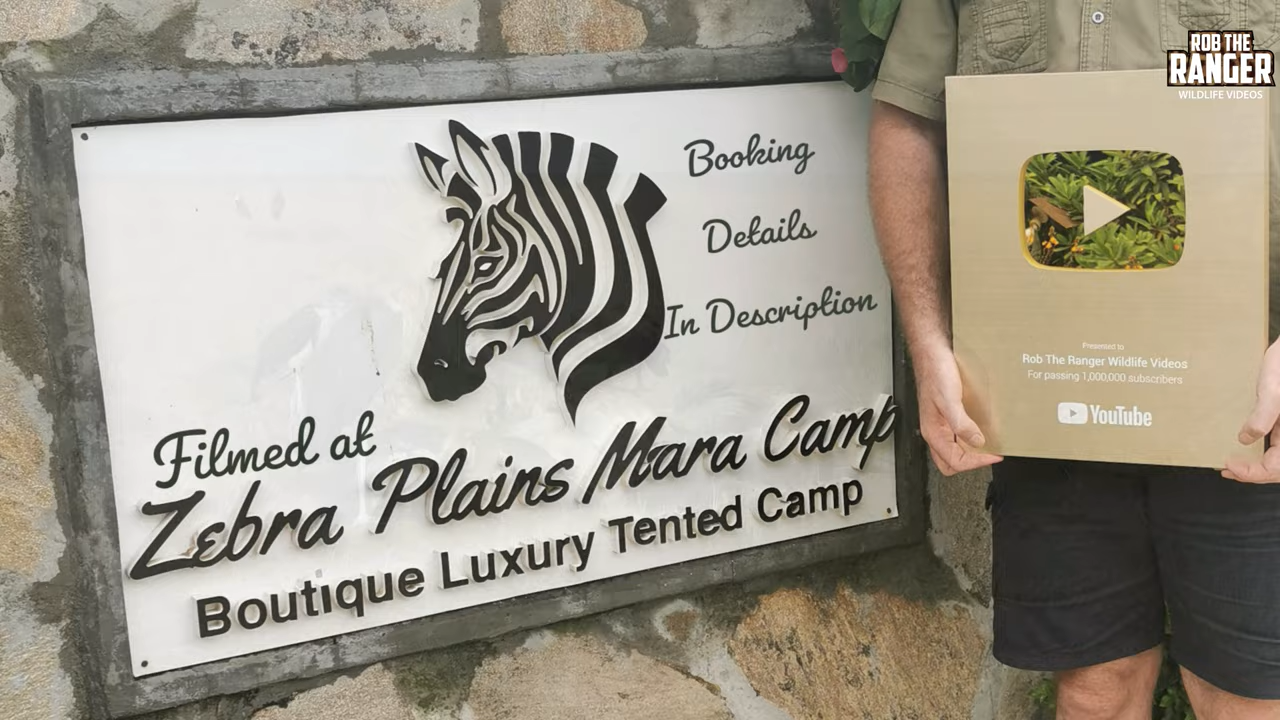 Booking
Details
In Description
Filmed at
Zebra Plains Mara Camp
Boutique Luxury Tented Camp
ROB THE
RANGER
WILDLIFE VIDEOS
Presented to
Rob The Ranger Wildlife Videos
For passing 1,000,000 subscribers
YouTube